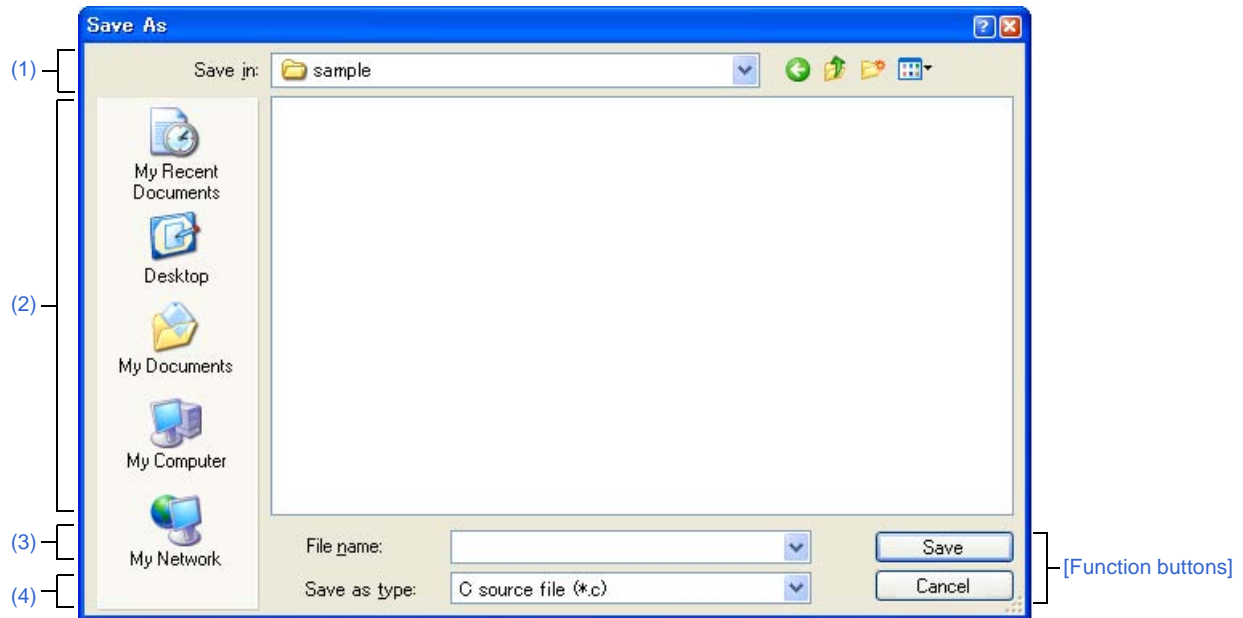 Save As
(1)
Save in:
sample
(2)
My Recent
Documents
Desktop
My Documents
My Computer
My Network
(3)
File name:
Save
[Function buttons]
(4)
Save as type:
C source file (*.c)
Cancel